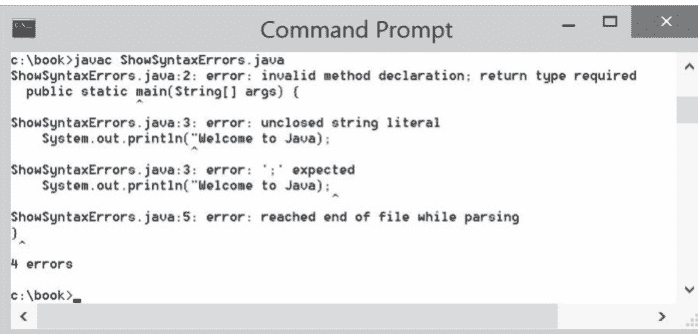 Command Prompt
c:\book>javac ShowSyntaxErrors.java
ShowSyntaxErrors.java:2: error: invalid method declaration; return type required
  public static main(String[] args) {
                ^
ShowSyntaxErrors.java:3: error: unclosed string literal
    System.out.println("Welcome to Java);
                       ^
ShowSyntaxErrors.java:3: error: ';' expected
    System.out.println("Welcome to Java);
                                         ^
ShowSyntaxErrors.java:5: error: reached end of file while parsing
}
 ^
4 errors
c:\book>